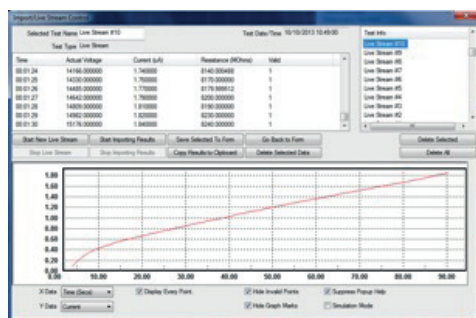 Import/Live Stream Control
Selected Test Name Live Stream #10 Test Date/Time 10/10/2013 10:49:00 Test Info
Test Type Live Stream
Live Stream #10
Live Stream #9
Live Stream #8
Live Stream #7
Live Stream #6
Live Stream #5
Live Stream #4
Live Stream #3
Live Stream #2
Time Actual Voltage Current (uA) Resistance (MOhms) Valid
00:01:24 14166.000000 1.740000 8140.000488 1
00:01:25 14330.000000 1.750000 1
00:01:26 14485.000000 1.770000 1
00:01:27 14642.000000 1.790000 8200.000000 1
00:01:28 14809.000000 1.810000 8190.000000 1
00:01:29 14982.000000 1.820000 8230.000000 1
00:01:30 15176.000000 1.840000 8240.000000 1
Start New Live Stream Start Importing Results Save Selected To Form Go Back to Form Delete Selected
Stop Live Stream Stop Importing Results Copy Results to Clipboard Delete Selected Data Delete All
1.80
1.60
1.40
1.20
1.00
0.80
0.60
0.40
0.20
0.00
0.00 10.00 20.00 30.00 40.00 50.00 60.00 70.00 80.00 90.00
X Data Time (Secs) Display Every Point Hide Invalid Points Suppress Popup Help
Y Data Current Hide Graph Marks Simulation Mode